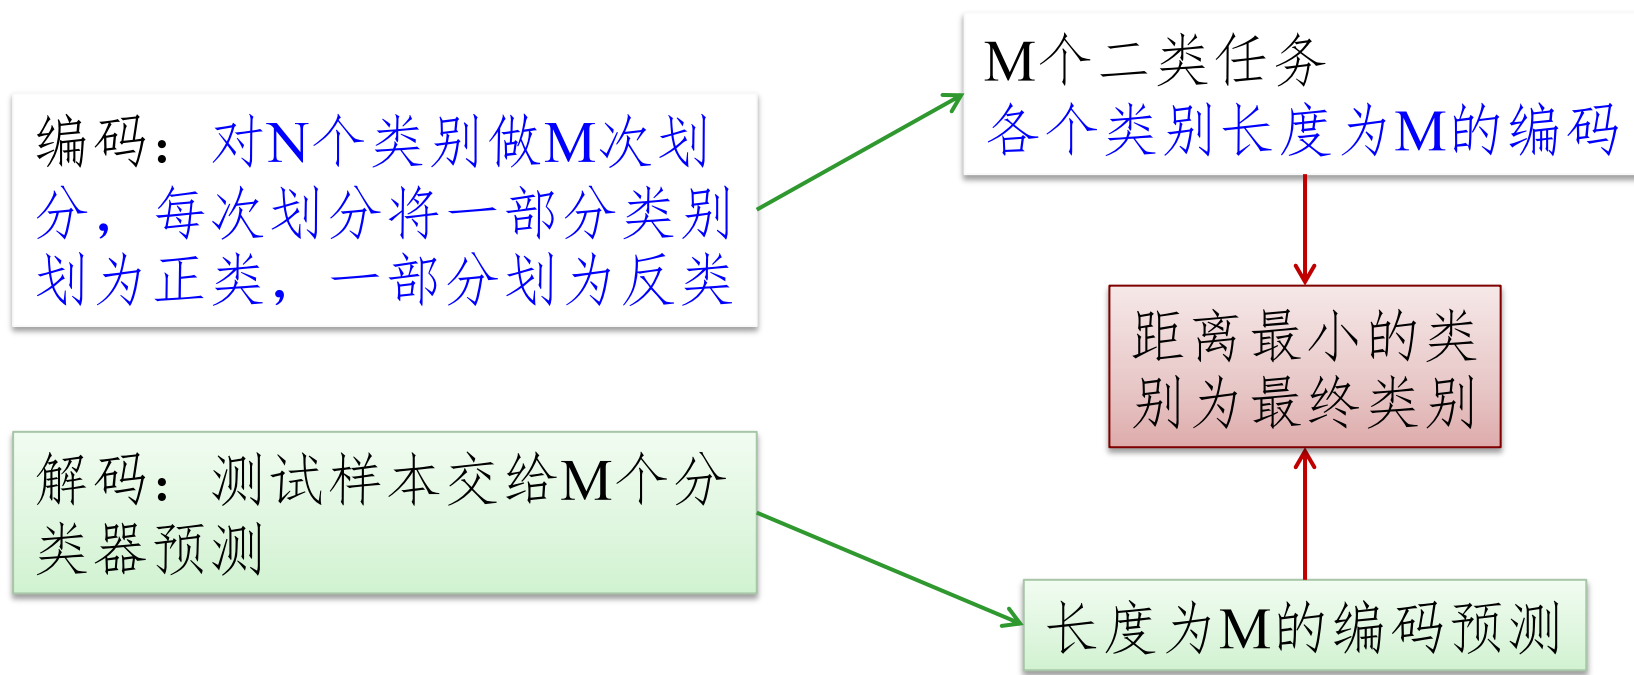 编码：对N个类别做M次划
分，每次划分将一部分类别
划为正类，一部分划为反类
M个二类任务
各个类别长度为M的编码
距离最小的类
别为最终类别
解码：测试样本交给M个分
类器预测
长度为M的编码预测